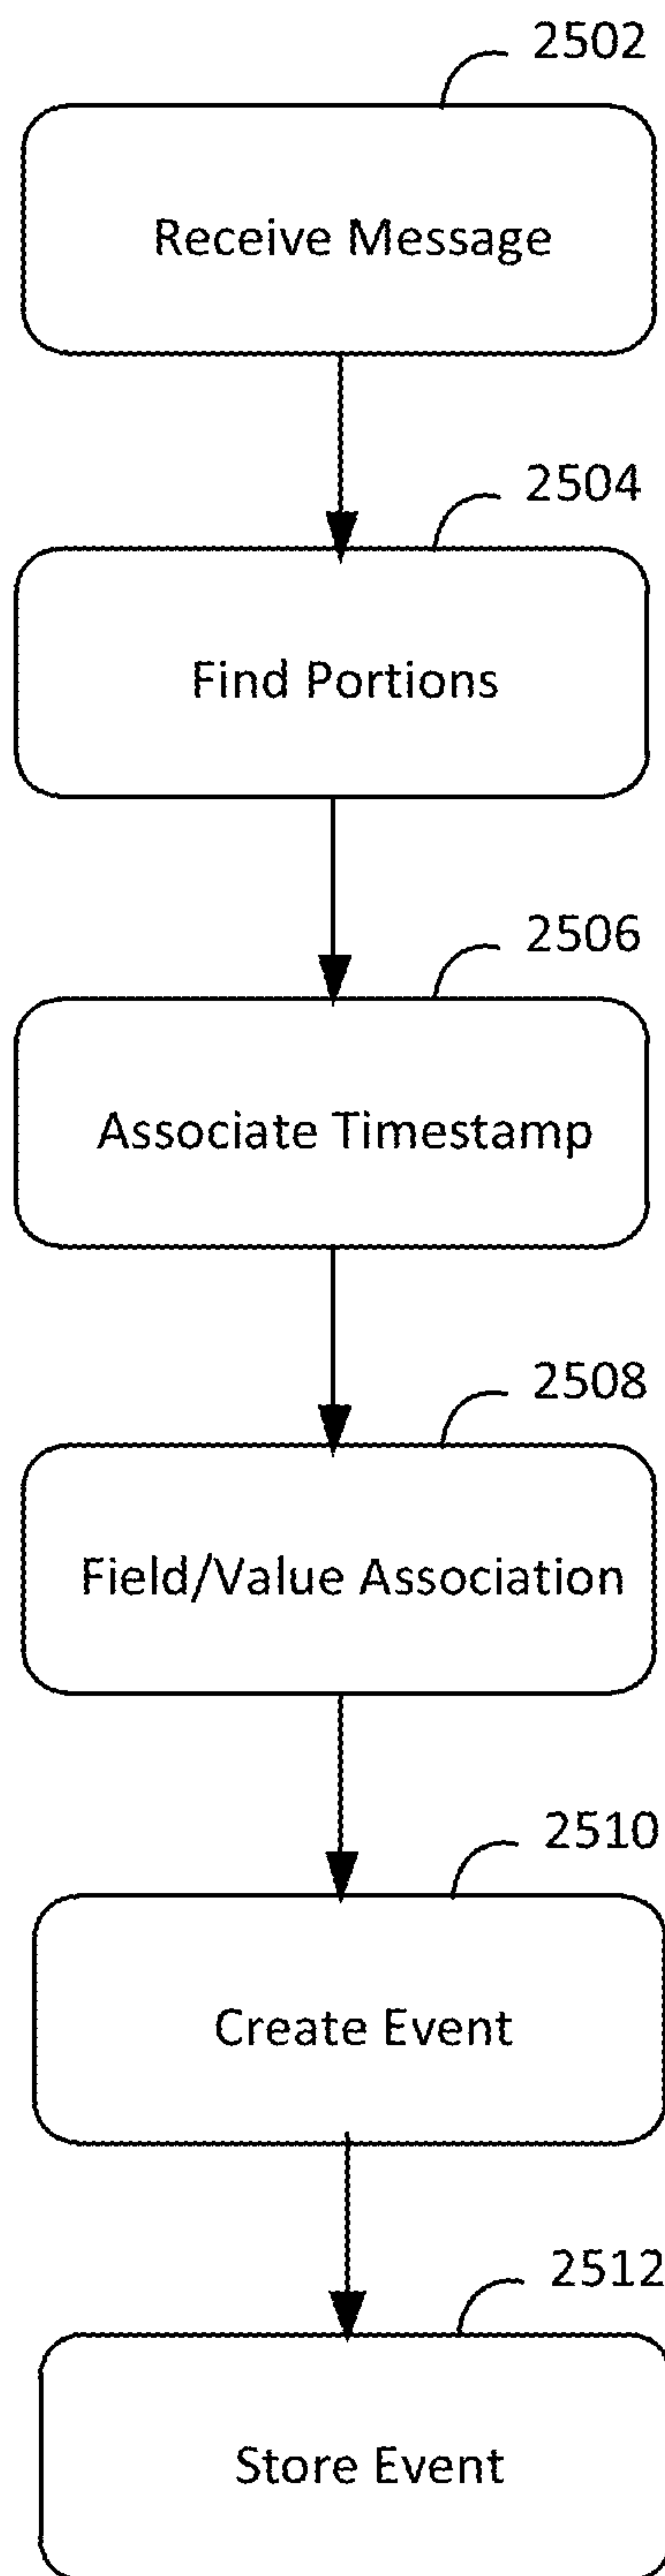 2502
Receive Message
2504
Find Portions
2506
Associate Timestamp
2508
Field/Value Association
2510
Create Event
2512
Store Event